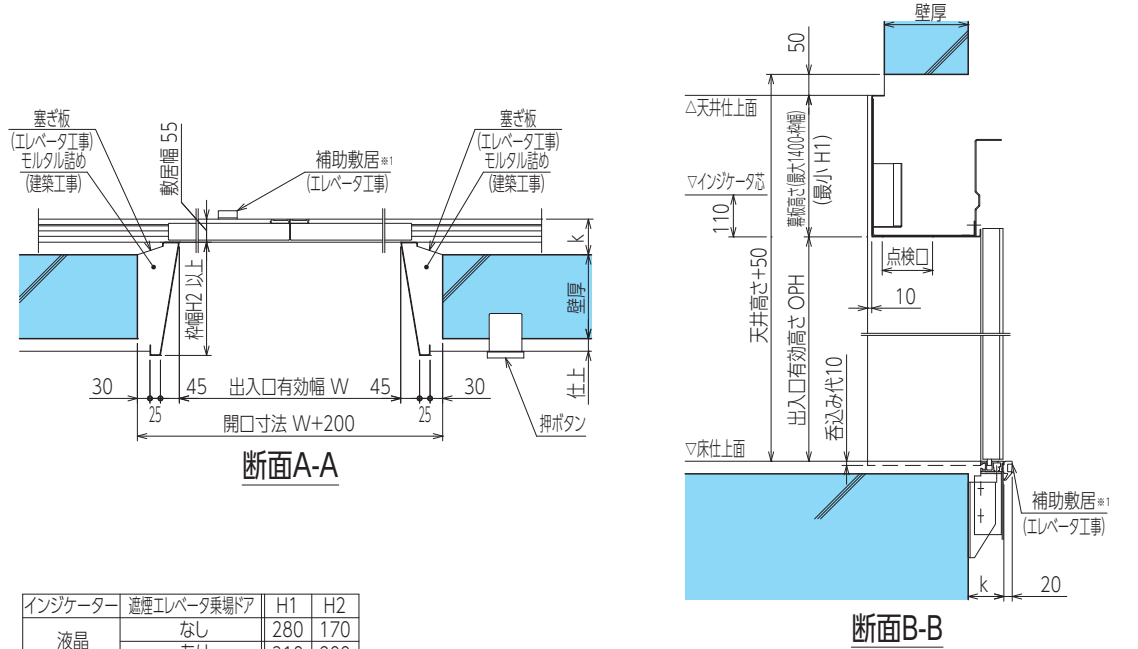 塞ぎ板
(エレベータ工事)
モルタル詰め
(建築工事)
敷居幅 55
補助敷居※1
(エレベータ工事)
塞ぎ板
(エレベータ工事)
モルタル詰め
(建築工事)
k
壁厚
仕上
枠幅H2 以上
30
25
45
出入口有効幅 W
45
25
30
開口寸法 W+200
押ボタン
断面A-A
インジケーター 遮煙エレベータ乗場ドア H1 H2
液晶 なし 280 170
壁厚
50
△天井仕上面
幕板高さ(最大1400-枠幅)
(最小 H1)
▽インジケータ芯
110
天井高さ+50
点検口
10
出入口有効高さ OPH
呑込み代10
▽床仕上面
補助敷居※1
(エレベータ工事)
k
20
断面B-B